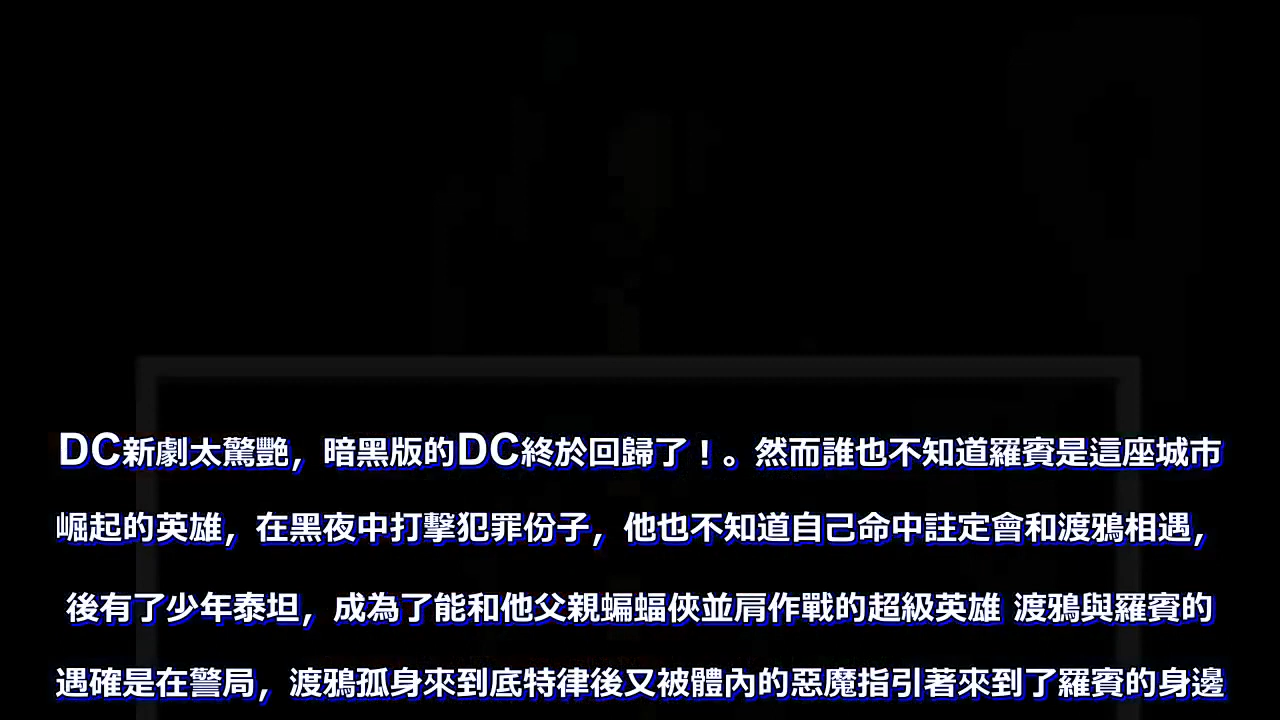 DC新劇太驚艷，暗黑版的DC終於回歸了！。然而誰也不知道羅賓是這座城市
崛起的英雄，在黑夜中打擊犯罪份子，他也不知道自己命中註定會和渡鴉相遇，
後有了少年泰坦，成為了能和他父親蝙蝠俠並肩作戰的超級英雄 渡鴉與羅賓的
遇確是在警局，渡鴉孤身來到底特律後又被體內的惡魔指引著來到了羅賓的身邊